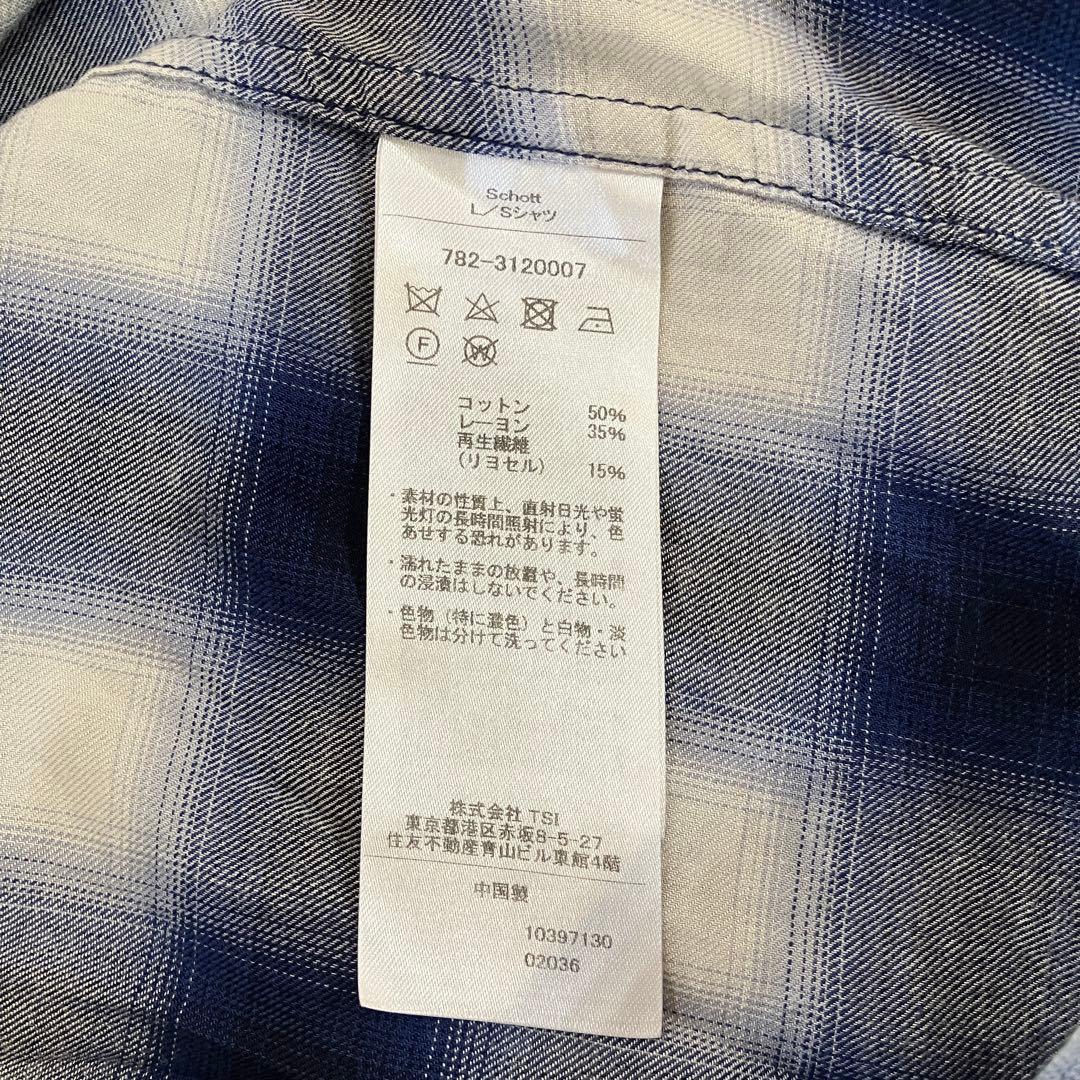 Schott
L／Sシャツ
782-3120007
F
W
コットン 50%
レーヨン 35%
再生繊維
（リヨセル） 15%
・素材の性質上、直射日光や蛍
光灯の長時間照射により、色
あせする恐れがあります。
・濡れたままの放置や、長時間
の浸漬はしないでください。
・色物（特に濃色）と白物・淡
色物は分けて洗ってください
株式会社 TSI
東京都港区赤坂8-5-27
住友不動産青山ビル東館4階
中国製
10397130
02036